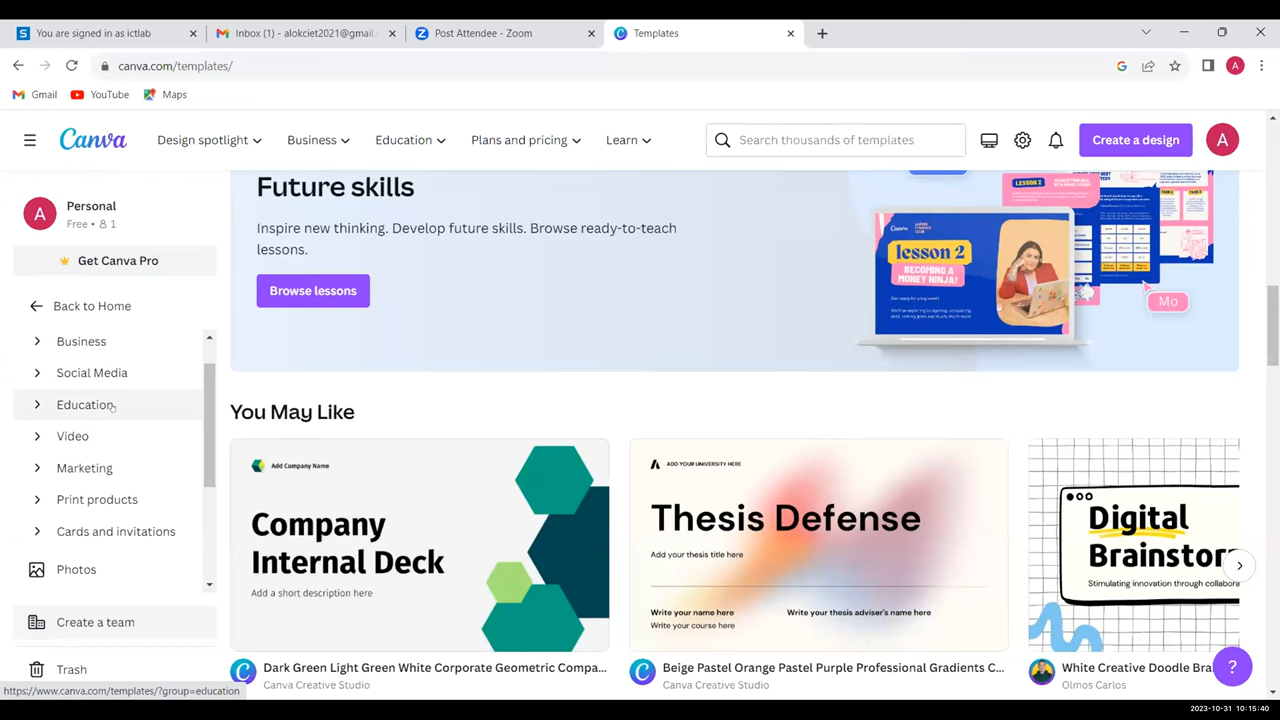 You are signed in as ictlab
Inbox (1) - alokciet2021@gmail.
Post Attendee - Zoom
Templates
canva.com/templates/
Gmail
YouTube
Maps
Canva
Design spotlight
Business
Education
Plans and pricing
Learn
Search thousands of templates
Create a design
A
A
Personal
Free • 1
Get Canva Pro
Back to Home
Business
Social Media
Education
Video
Marketing
Print products
Cards and invitations
Photos
Create a team
Trash
Future skills
Inspire new thinking. Develop future skills. Browse ready-to-teach
lessons.
Browse lessons
Canva
lesson 2
BECOMING A
MONEY NINJA!
LESSON 2
Mo
You May Like
Add Company Name
Company
Internal Deck
Add a short description here
Dark Green Light Green White Corporate Geometric Compa...
Canva Creative Studio
ADD YOUR UNIVERSITY HERE
Thesis Defense
Add your thesis title here
Write your name here
Write your thesis adviser's name here
Write your course here
Beige Pastel Orange Pastel Purple Professional Gradients C...
Canva Creative Studio
Digital
Brainstor
Stimulating innovation through collabora
White Creative Doodle Bra
Olmos Carlos
?
https://www.canva.com/templates/?group=education
2023-10-31 10:15:40